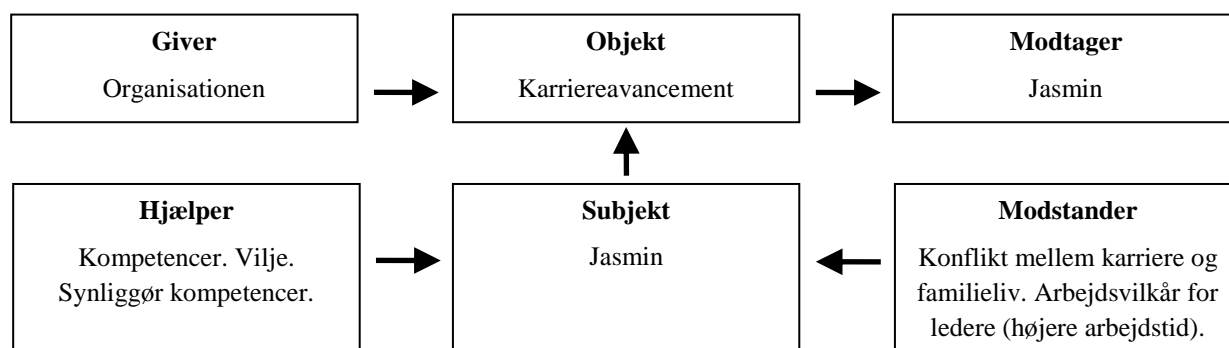 Giver
Organisationen
Objekt
Karriereavancement
Modtager
Jasmin
Hjælper
Kompetencer. Vilje.
Synliggør kompetencer.
Subjekt
Jasmin
Modstander
Konflikt mellem karriere og
familieliv. Arbejdsvilkår for
ledere (højere arbejdstid).